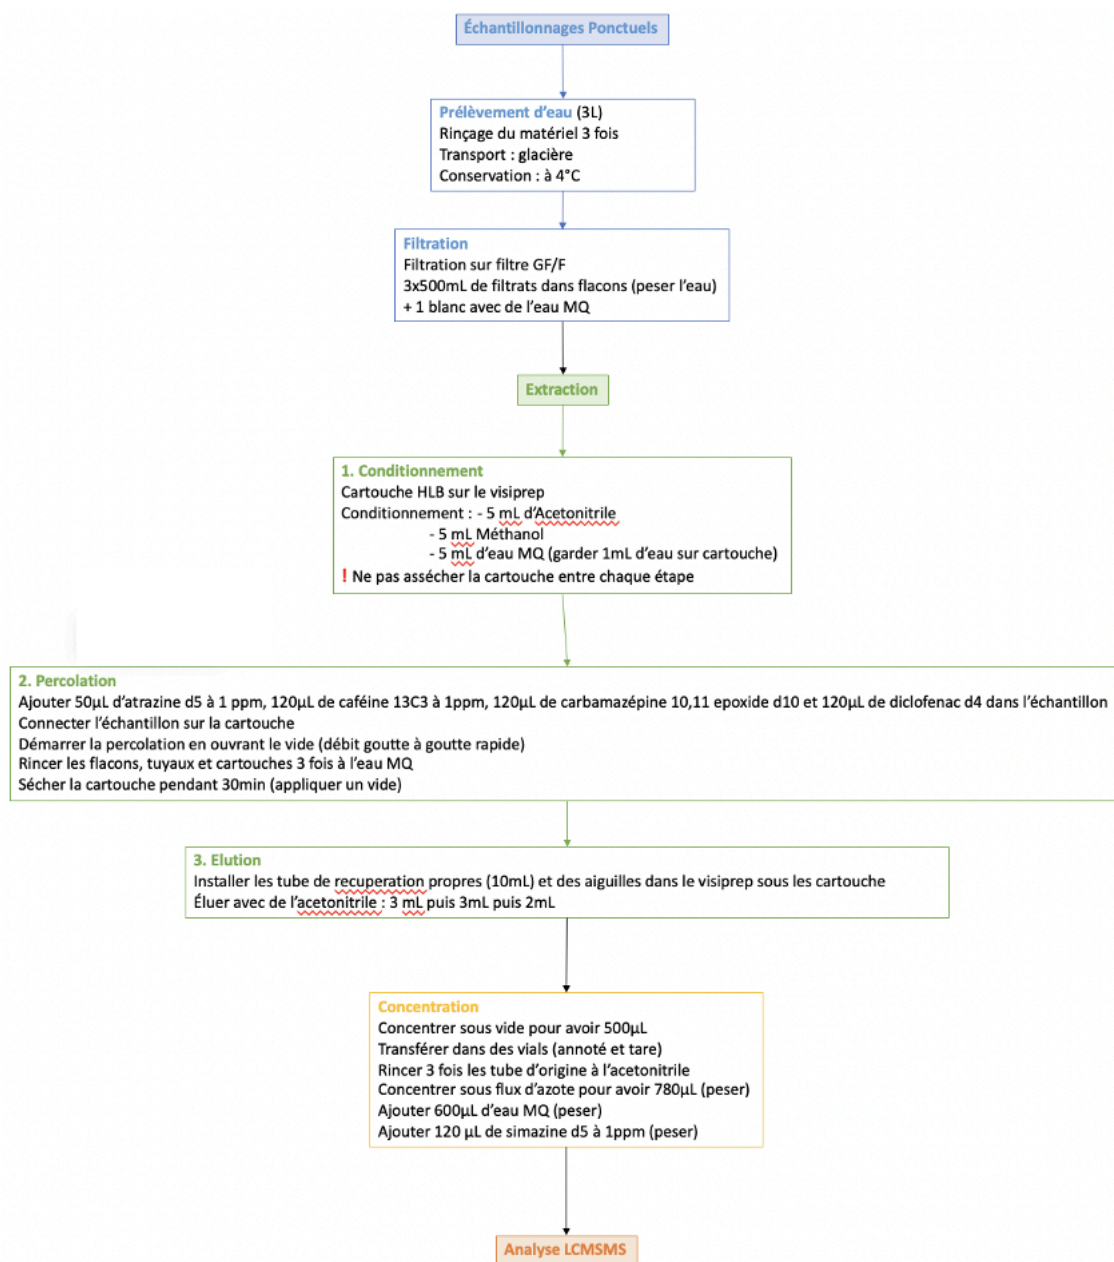 Échantillonnages Ponctuels
Prélèvement d'eau (3L)
Rinçage du matériel 3 fois
Transport : glacière
Conservation : à 4°C
Filtration
Filtration sur filtre GF/F
3x500mL de filtrats dans flacons (peser l'eau)
+ 1 blanc avec de l'eau MQ
Extraction
1. Conditionnement
Cartouche HLB sur le visiprep
Conditionnement : - 5 mL d'Acetonitrile
- 5 mL Méthanol
- 5 mL d'eau MQ (garder 1mL d'eau sur cartouche)
! Ne pas assécher la cartouche entre chaque étape
2. Percolation
Ajouter 50µL d'atrazine d5 à 1 ppm, 120µL de caféine 13C3 à 1ppm, 120µL de carbamazépine 10,11 epoxide d10 et 120µL de diclofenac d4 dans l'échantillon
Connecter l'échantillon sur la cartouche
Démarrer la percolation en ouvrant le vide (débit goutte à goutte rapide)
Rincer les flacons, tuyaux et cartouches 3 fois à l'eau MQ
Sécher la cartouche pendant 30min (appliquer un vide)
3. Elution
Installer les tube de recuperation propres (10mL) et des aiguilles dans le visiprep sous les cartouche
Éluer avec de l'acetonitrile : 3 mL puis 3mL puis 2mL
Concentration
Concentrer sous vide pour avoir 500µL
Transférer dans des vials (annoté et tare)
Rincer 3 fois les tube d'origine à l'acetonitrile
Concentrer sous flux d'azote pour avoir 780µL (peser)
Ajouter 600µL d'eau MQ (peser)
Ajouter 120 µL de simazine d5 à 1ppm (peser)
Analyse LCMSMS